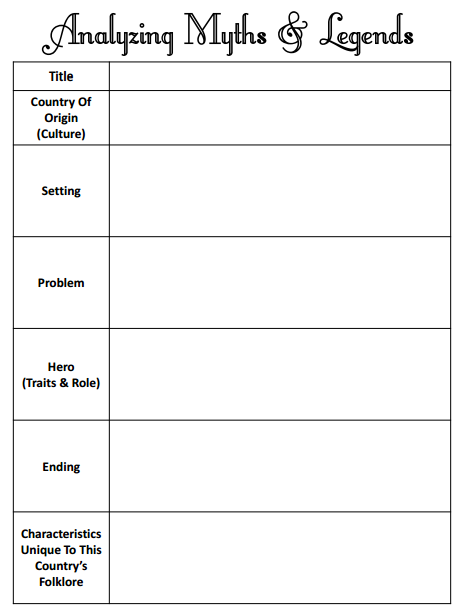 Analyzing Myths & Legends
Title
Country Of
Origin
(Culture)
Setting
Problem
Hero
(Traits & Role)
Ending
Characteristics
Unique To This
Country's
Folklore